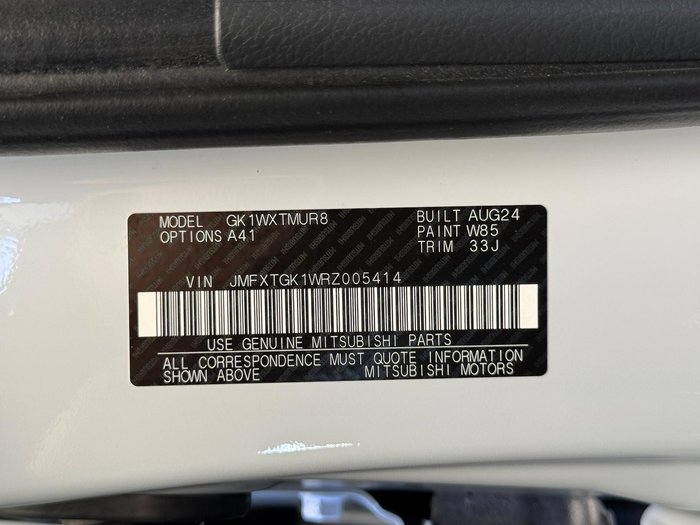 MODEL GK1WXTMUR8 BUILT AUG24
OPTIONS A41 PAINT W85
TRIM 33J
VIN JMFXTGK1WRZ005414
USE GENUINE MITSUBISHI PARTS
ALL CORRESPONDENCE MUST QUOTE INFORMATION
SHOWN ABOVE MITSUBISHI MOTORS